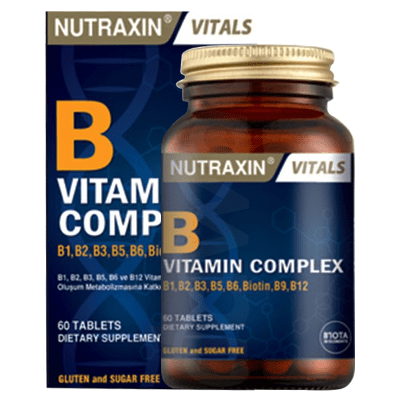 NUTRAXIN® VITALS
B
VITAM
COMP
B1,B2,B3,B5,B6,Bio
B1, B2, B3, B5, B6 ve B12 Vitam
Oluşum Metabolizmasına Katkı
60 TABLETS
DIETARY SUPPLEMENT
GLUTEN and SUGAR FREE
NUTRAXIN® VITALS
B
VITAMIN COMPLEX
B1,B2,B3,B5,B6,Biotin,B9,B12
60 TABLETS
DIETARY SUPPLEMENT
GLUTEN and SUGAR FREE
BIOTA